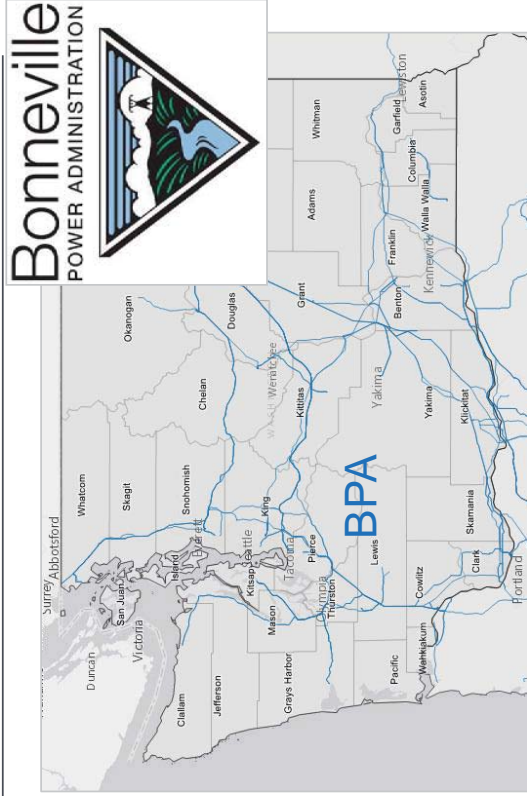 Bonneville
POWER ADMINISTRATION
Surrey
Abbotsford
Whatcom
Duncan
San Juan
Skagit
Okanogan
Victoria
Island
Snohomish
Everett
Chelan
Douglas
Clallam
Jefferson
Kitsap
Seattle
King
Wenatchee
Mason
Grays Harbor
Tacoma
Pierce
Kittitas
Grant
Adams
Whitman
Olympia
Thurston
BPA
Lewis
Yakima
Franklin
Benton
Kennewick
Columbia
Garfield
Lewiston
Asotin
Walla Walla
Pacific
Wahkiakum
Cowlitz
Yakima
Skamania
Klickitat
Clark
Portland